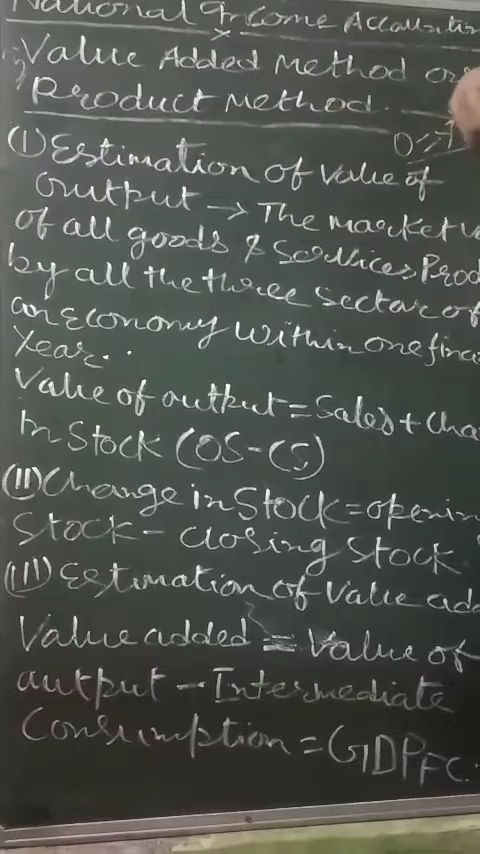 National Income Accountin
Value Added Method or
Product Method.
(I) Estimation of Value of
output → The market v
of all goods & Services Prod
by all the three Sector of
an Economy within one fina
Year.
Value of output = Sales + Cha
In Stock (OS-CS)
(II) Change in Stock = openin
Stock - closing Stock
(III) Estimation of Value add
Value added = Value of
output - Intermediate
Consumption = GDPFC.